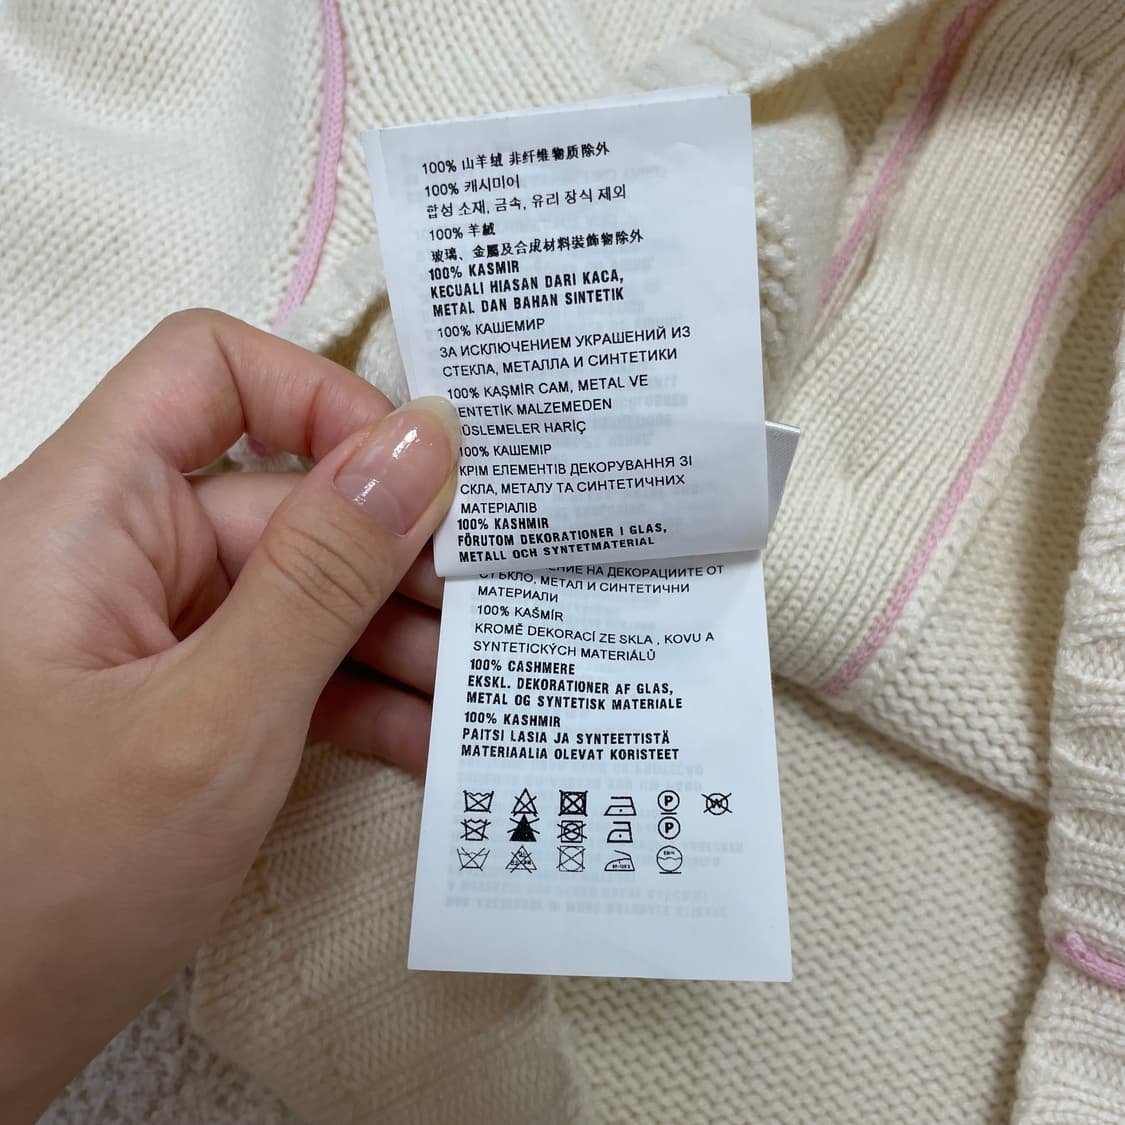 100% 山羊绒 非纤维物质除外
100% 캐시미어
합성 소재, 금속, 유리 장식 제외
100% 羊絨
玻璃、金屬及合成材料裝飾物除外
100% KASMIR
KECUALI HIASAN DARI KACA,
METAL DAN BAHAN SINTETIK
100% КАШЕМИР
ЗА ИСКЛЮЧЕНИЕМ УКРАШЕНИЙ ИЗ
СТЕКЛА, МЕТАЛЛА И СИНТЕТИКИ
100% KAŞMİR CAM, METAL VE
ENTETİK MALZEMEDEN
ÜSLEMELER HARİÇ
100% КАШЕМІР
КРІМ ЕЛЕМЕНТІВ ДЕКОРУВАННЯ ЗІ
СКЛА, МЕТАЛУ ТА СИНТЕТИЧНИХ
МАТЕРІАЛІВ
100% KASHMIR
FÖRUTOM DEKORATIONER I GLAS,
METALL OCH SYNTETMATERIAL
НА ДЕКОРАЦИИТЕ ОТ
СТЪКЛО, МЕТАЛ И СИНТЕТИЧНИ
МАТЕРИАЛИ
100% KAŠMÍR
KROMĚ DEKORACÍ ZE SKLA , KOVU A
SYNTETICKÝCH MATERIÁLŮ
100% CASHMERE
EKSKL. DEKORATIONER AF GLAS,
METAL OG SYNTETISK MATERIALE
100% KASHMIR
PAITSI LASIA JA SYNTEETTISTÄ
MATERIAALIA OLEVAT KORISTEET
P W
P